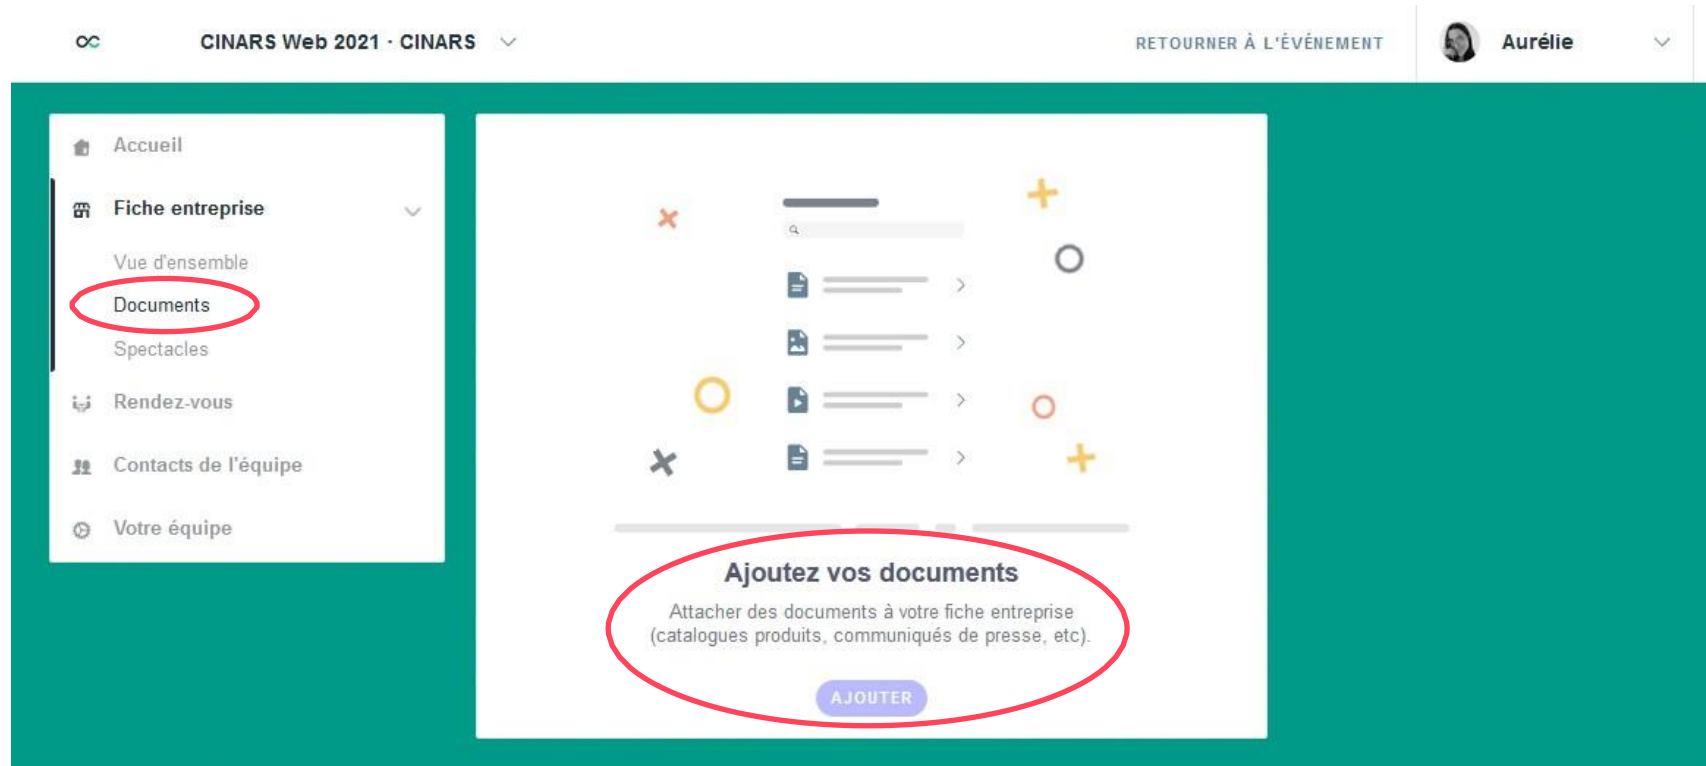 CINARS Web 2021 · CINARS
RETOURNER À L'ÉVÉNEMENT
Aurélie
Accueil
Fiche entreprise
Vue d'ensemble
Documents
Spectacles
Rendez-vous
Contacts de l'équipe
Votre équipe
Ajoutez vos documents
Attacher des documents à votre fiche entreprise
(catalogues produits, communiqués de presse, etc).
AJOUTER